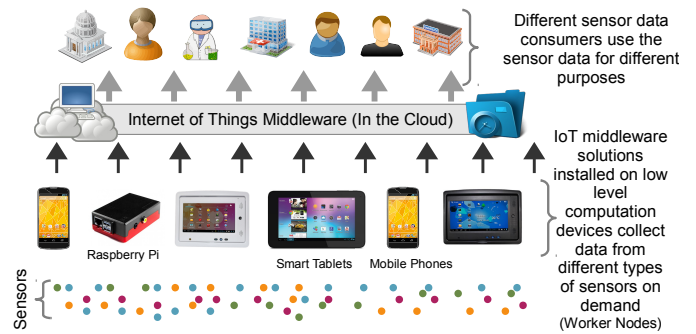 Different sensor data
consumers use the
sensor data for different
purposes
Internet of Things Middleware (In the Cloud)
IoT middleware
solutions
installed on low
level
computation
devices collect
data from
different types
of sensors on
demand
(Worker Nodes)
Raspberry Pi
Smart Tablets
Mobile Phones
Sensors